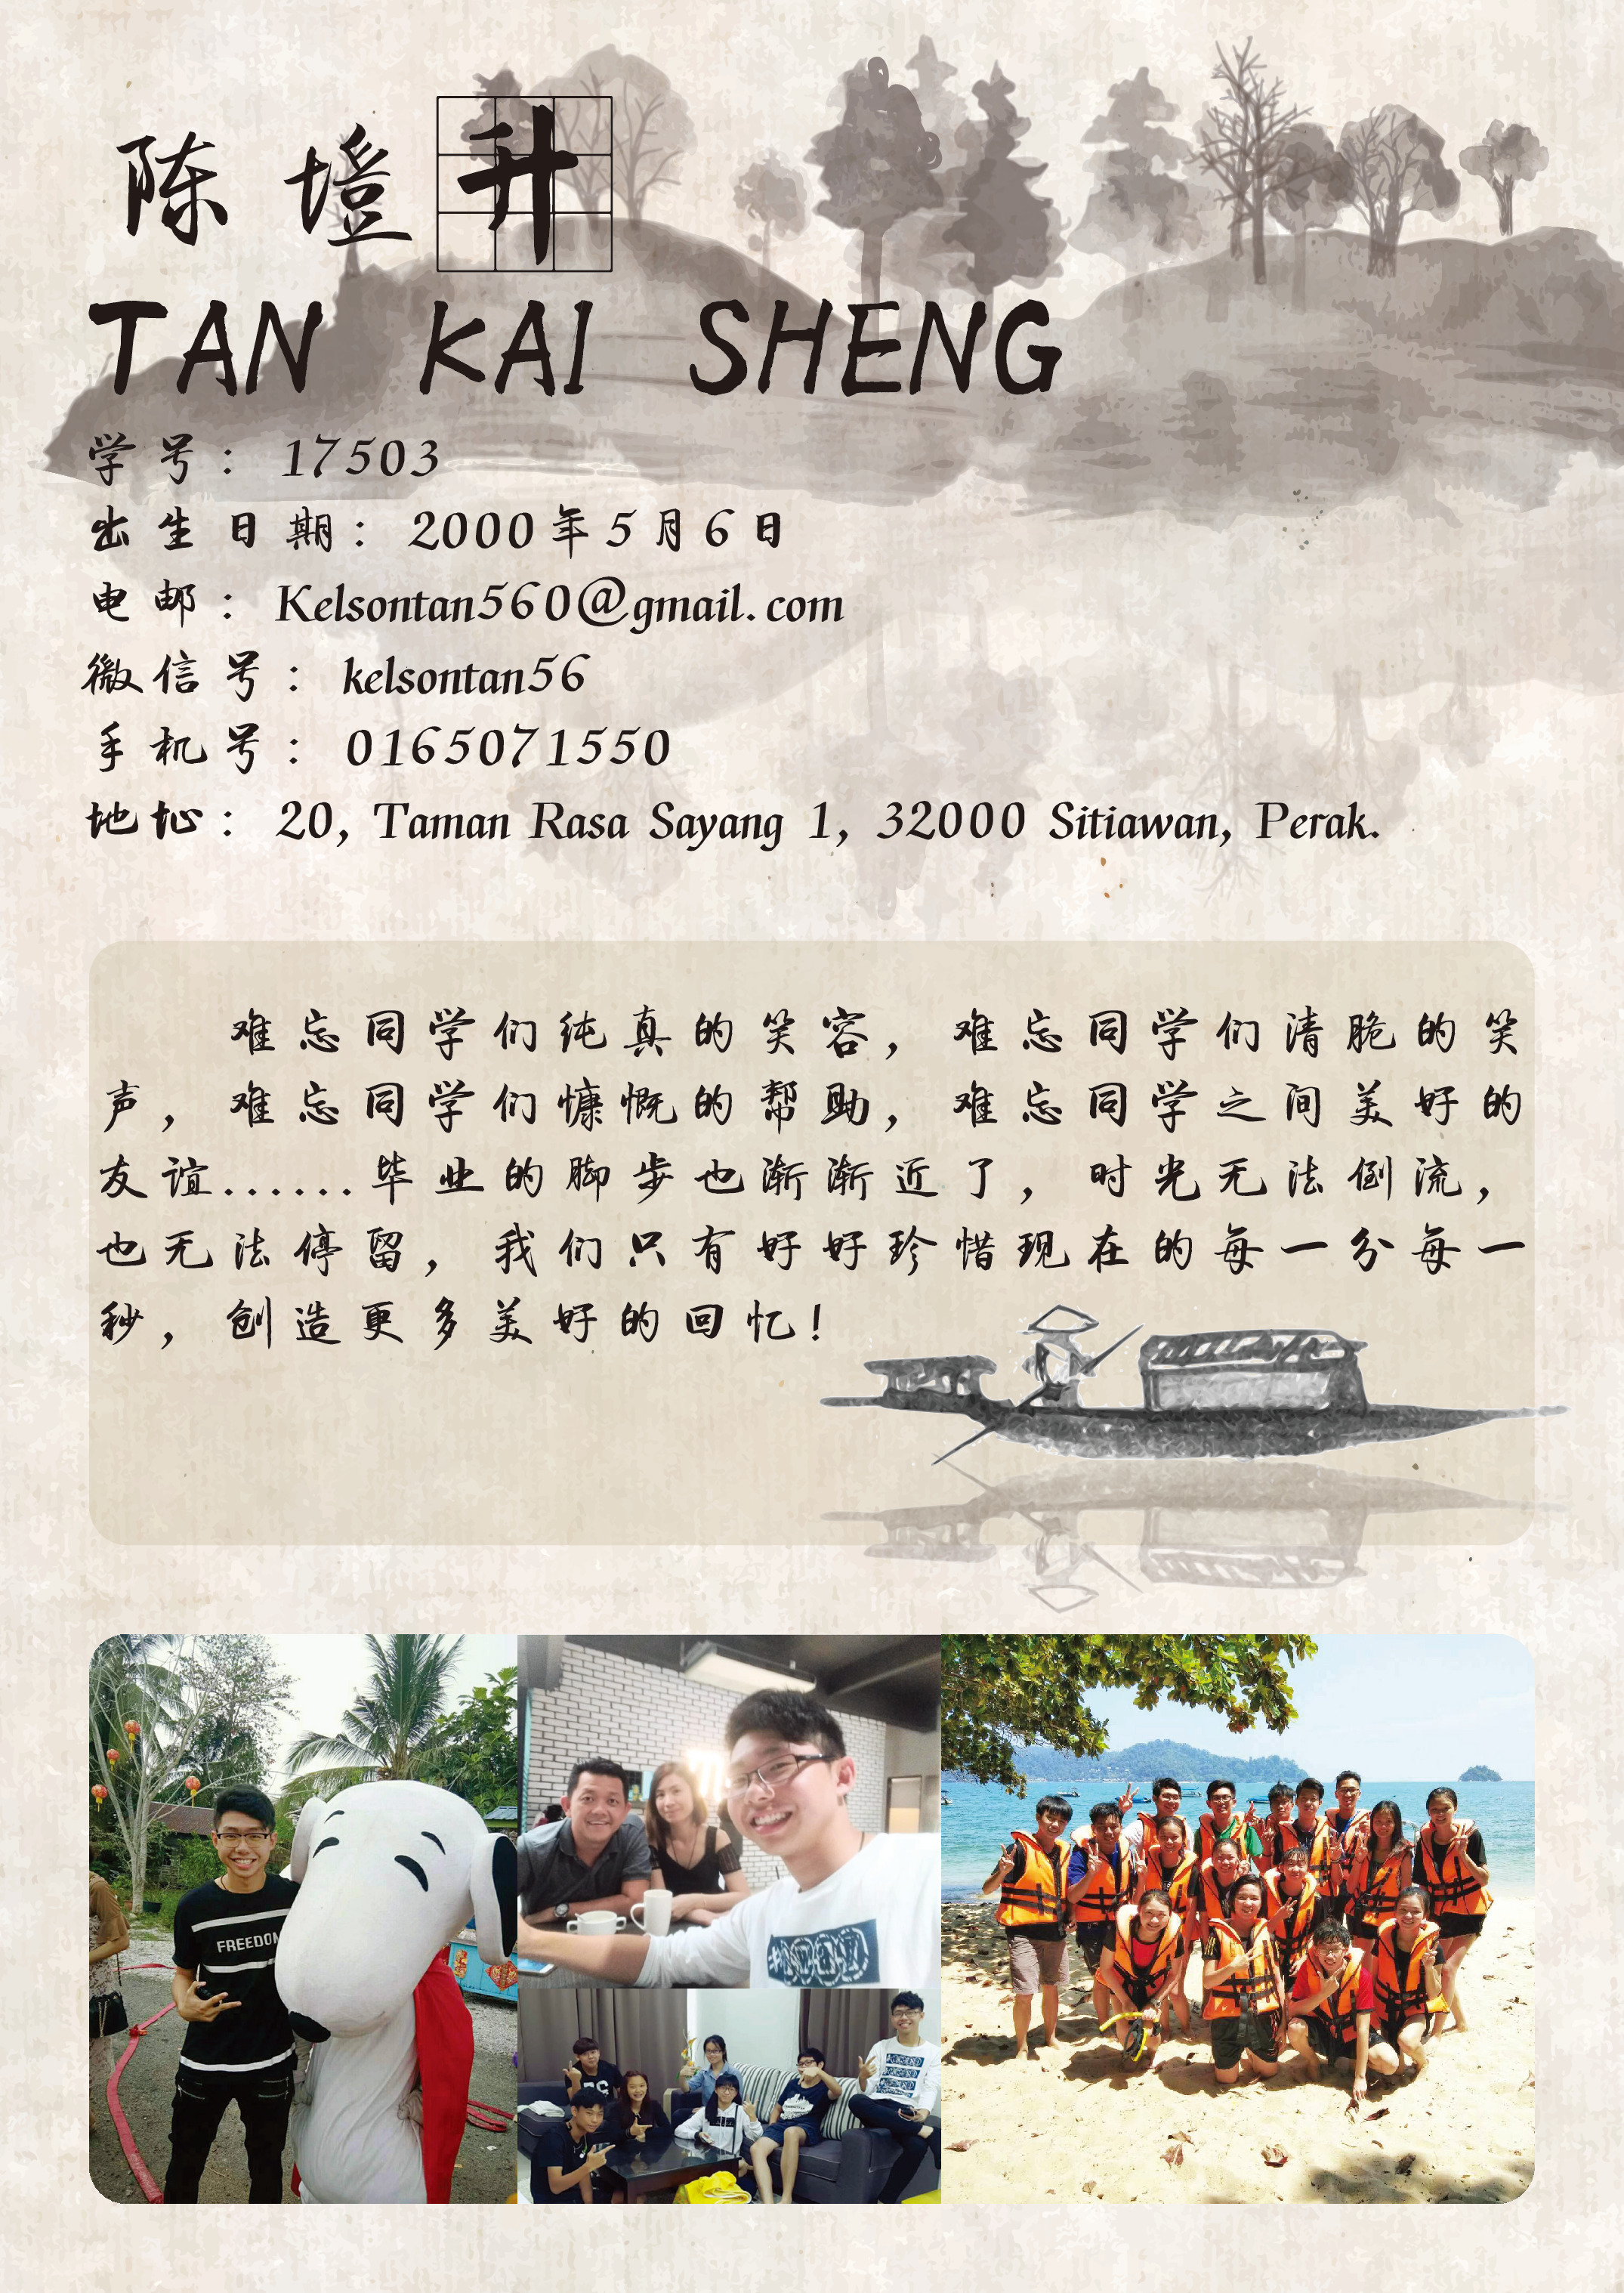 陈塏升
TAN KAI SHENG
学号： 17503
出生日期： 2000年5月6日
电邮： Kelsontan560@gmail.com
微信号： kelsontan56
手机号： 0165071550
地址： 20, Taman Rasa Sayang 1, 32000 Sitiawan, Perak.
难忘同学们纯真的笑容，难忘同学们清脆的笑
声，难忘同学们慷慨的帮助，难忘同学之间美好的
友谊......毕业的脚步也渐渐近了，时光无法倒流，
也无法停留，我们只有好好珍惜现在的每一分每一
秒，创造更多美好的回忆！
FREEDOM